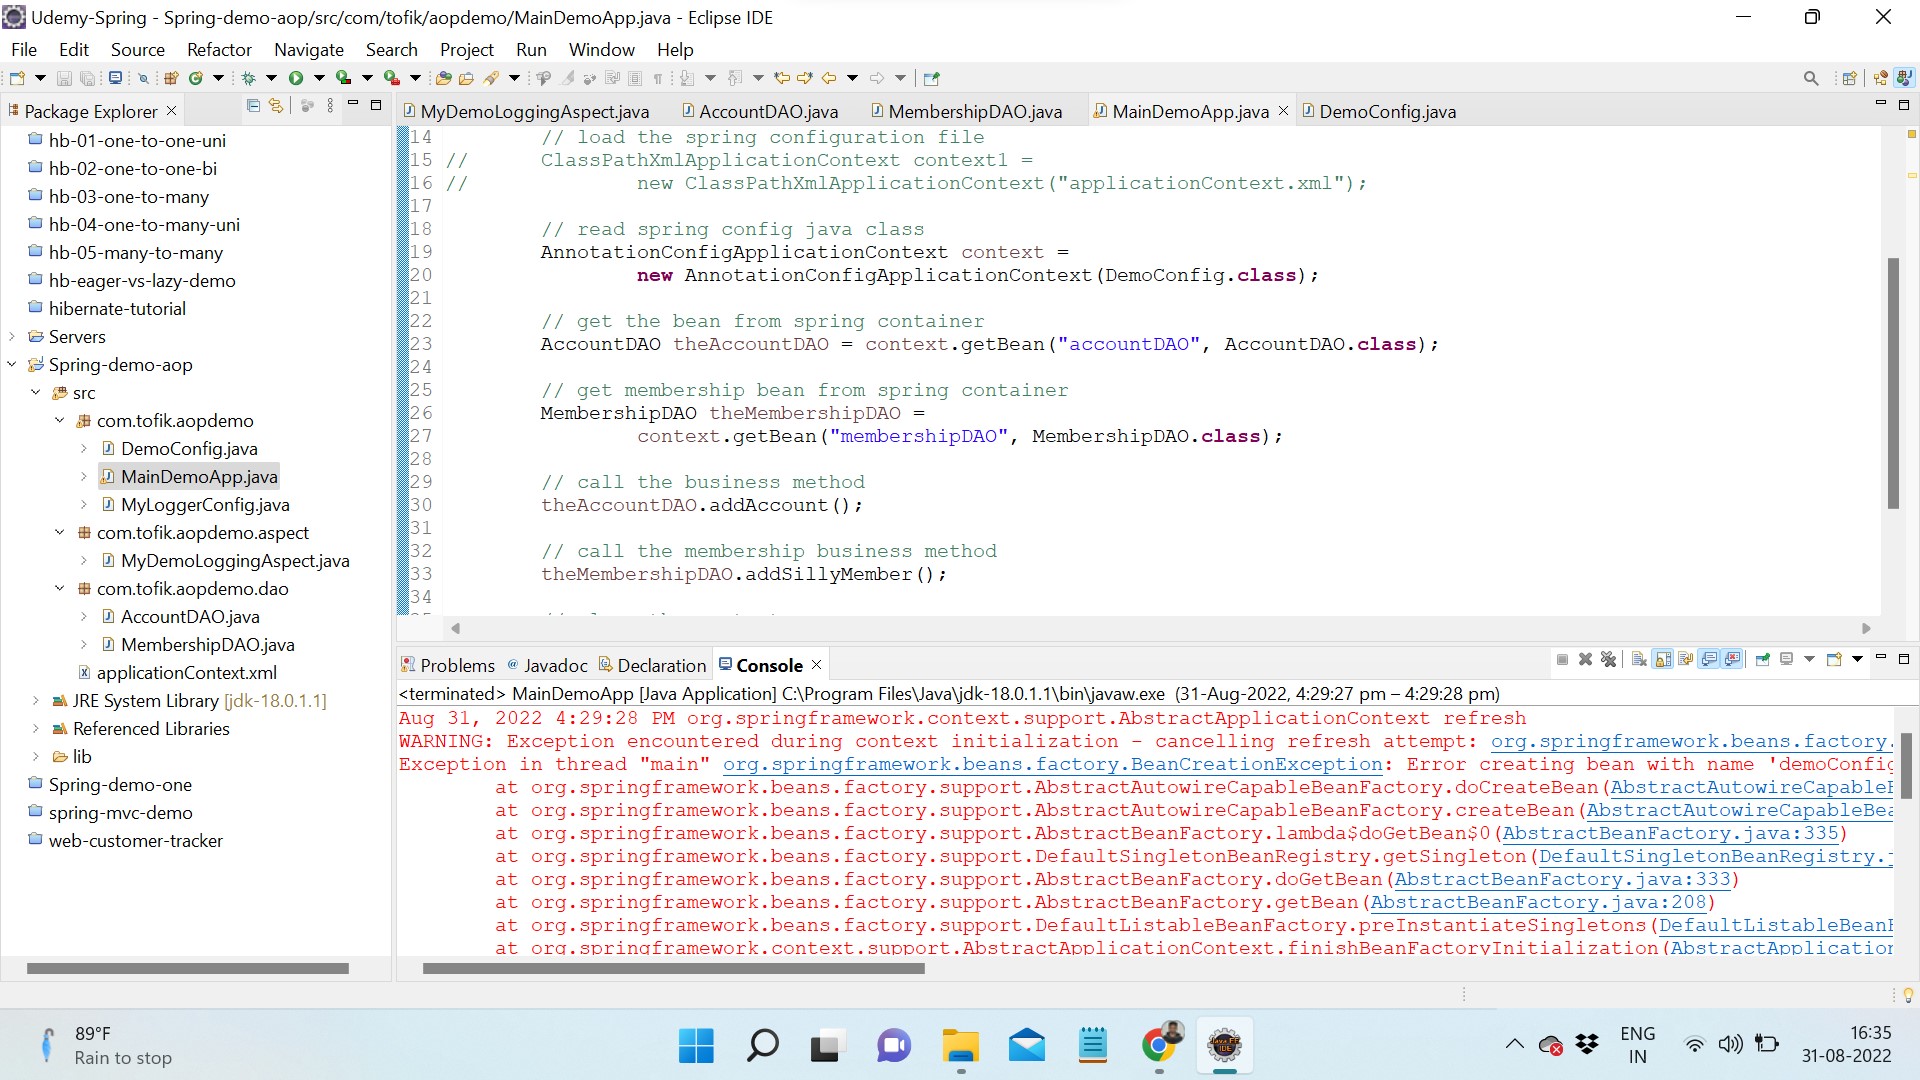 Udemy-Spring - Spring-demo-aop/src/com/tofik/aopdemo/MainDemoApp.java - Eclipse IDE
File Edit Source Refactor Navigate Search Project Run Window Help
Package Explorer
hb-01-one-to-one-uni
hb-02-one-to-one-bi
hb-03-one-to-many
hb-04-one-to-many-uni
hb-05-many-to-many
hb-eager-vs-lazy-demo
hibernate-tutorial
Servers
Spring-demo-aop
src
com.tofik.aopdemo
DemoConfig.java
MainDemoApp.java
MyLoggerConfig.java
com.tofik.aopdemo.aspect
MyDemoLoggingAspect.java
com.tofik.aopdemo.dao
AccountDAO.java
MembershipDAO.java
applicationContext.xml
JRE System Library [jdk-18.0.1.1]
Referenced Libraries
lib
Spring-demo-one
spring-mvc-demo
web-customer-tracker
MyDemoLoggingAspect.java AccountDAO.java MembershipDAO.java MainDemoApp.java DemoConfig.java
14 // load the spring configuration file
15 // ClassPathXmlApplicationContext context1 =
16 // new ClassPathXmlApplicationContext("applicationContext.xml");
17
18 // read spring config java class
19 AnnotationConfigApplicationContext context =
20 new AnnotationConfigApplicationContext(DemoConfig.class);
21
22 // get the bean from spring container
23 AccountDAO theAccountDAO = context.getBean("accountDAO", AccountDAO.class);
24
25 // get membership bean from spring container
26 MembershipDAO theMembershipDAO =
27 context.getBean("membershipDAO", MembershipDAO.class);
28
29 // call the business method
30 theAccountDAO.addAccount();
31
32 // call the membership business method
33 theMembershipDAO.addSillyMember();
34
Problems Javadoc Declaration Console
<terminated> MainDemoApp [Java Application] C:\Program Files\Java\jdk-18.0.1.1\bin\javaw.exe (31-Aug-2022, 4:29:27 pm – 4:29:28 pm)
Aug 31, 2022 4:29:28 PM org.springframework.context.support.AbstractApplicationContext refresh
WARNING: Exception encountered during context initialization - cancelling refresh attempt: org.springframework.beans.factory.
Exception in thread "main" org.springframework.beans.factory.BeanCreationException: Error creating bean with name 'demoConfig
at org.springframework.beans.factory.support.AbstractAutowireCapableBeanFactory.doCreateBean(AbstractAutowireCapableB
at org.springframework.beans.factory.support.AbstractAutowireCapableBeanFactory.createBean(AbstractAutowireCapableBea
at org.springframework.beans.factory.support.AbstractBeanFactory.lambda$doGetBean$0(AbstractBeanFactory.java:335)
at org.springframework.beans.factory.support.DefaultSingletonBeanRegistry.getSingleton(DefaultSingletonBeanRegistry.
at org.springframework.beans.factory.support.AbstractBeanFactory.doGetBean(AbstractBeanFactory.java:333)
at org.springframework.beans.factory.support.AbstractBeanFactory.getBean(AbstractBeanFactory.java:208)
at org.springframework.beans.factory.support.DefaultListableBeanFactory.preInstantiateSingletons(DefaultListableBean
at org.springframework.context.support.AbstractApplicationContext.finishBeanFactoryInitialization(AbstractApplication
89°F
Rain to stop
ENG
IN
16:35
31-08-2022